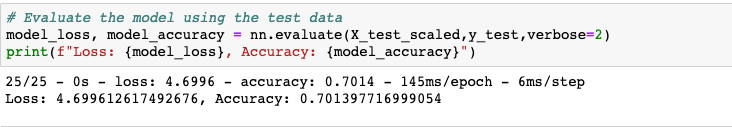 # Evaluate the model using the test data
model_loss, model_accuracy = nn.evaluate(X_test_scaled,y_test,verbose=2)
print(f"Loss: {model_loss}, Accuracy: {model_accuracy}")
25/25 - 0s - loss: 4.6996 - accuracy: 0.7014 - 145ms/epoch - 6ms/step
Loss: 4.699612617492676, Accuracy: 0.701397716999054